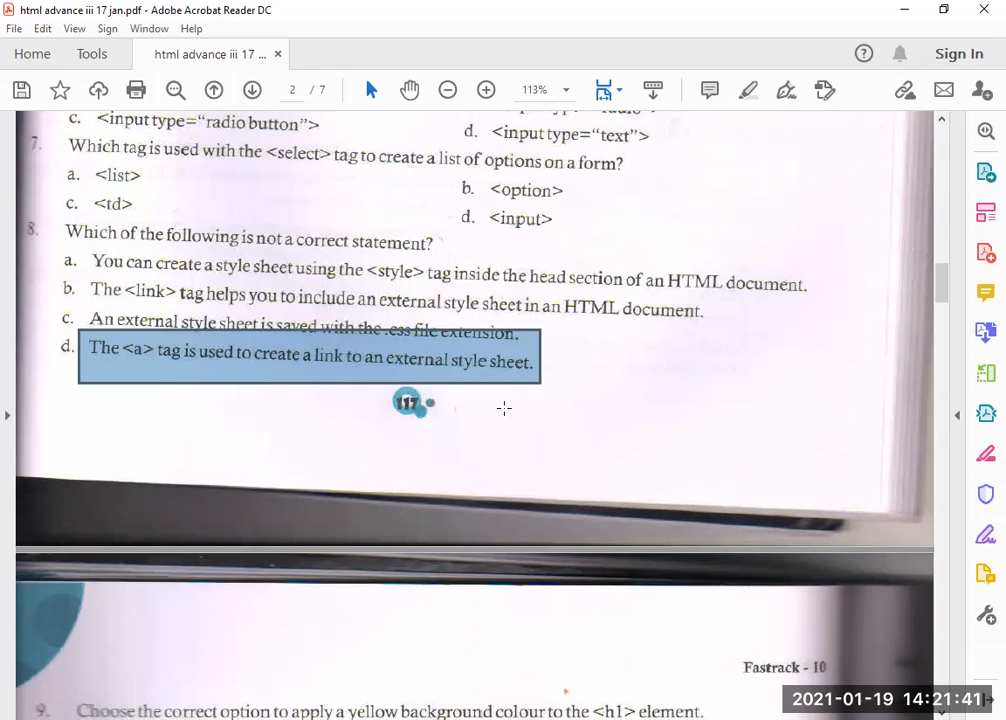 html advance iii 17 jan.pdf - Adobe Acrobat Reader DC
File Edit View Sign Window Help
Home Tools html advance iii 17 ... × Sign In
2 / 7 113%
c. <input type=“radio button”>
d. <input type=“text”>
7. Which tag is used with the <select> tag to create a list of options on a form?
a. <list> b. <option>
c. <td> d. <input>
8. Which of the following is not a correct statement?
a. You can create a style sheet using the <style> tag inside the head section of an HTML document.
b. The <link> tag helps you to include an external style sheet in an HTML document.
c. An external style sheet is saved with the .css file extension.
d. The <a> tag is used to create a link to an external style sheet.
117
Fastrack - 10
2021-01-19 14:21:41
9. Choose the correct option to apply a yellow background colour to the <h1> element.